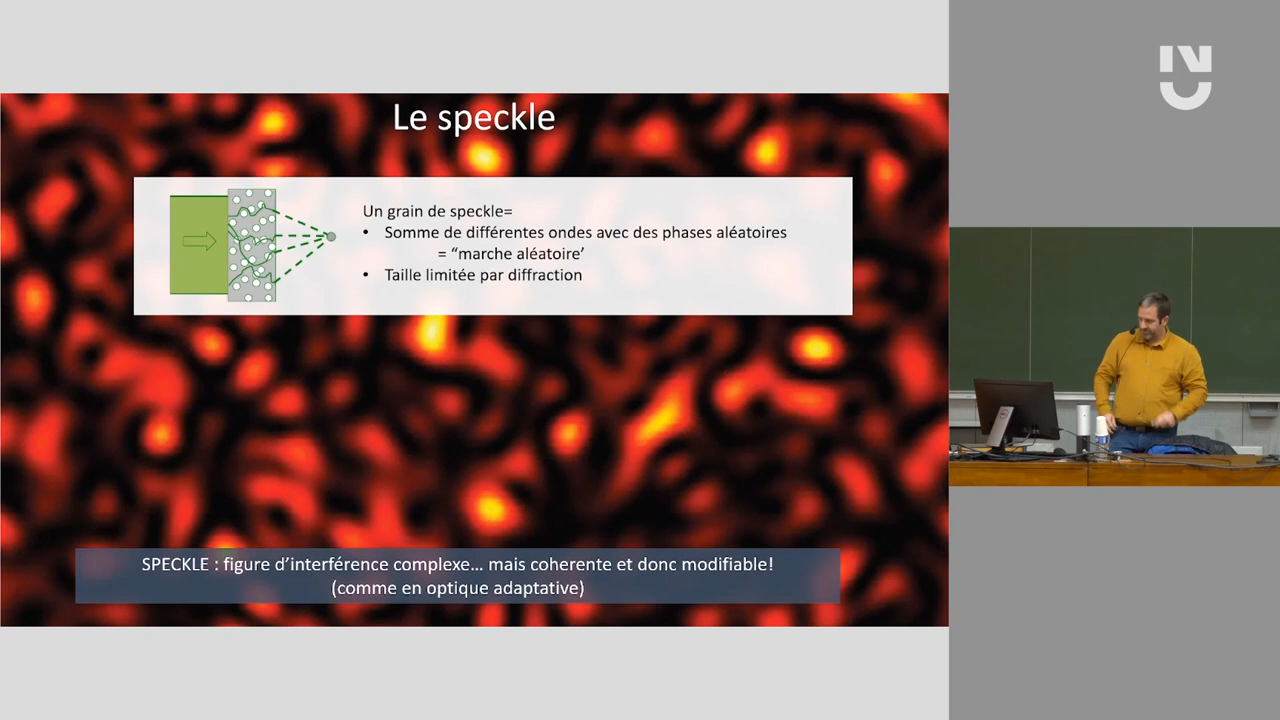 Le speckle
Un grain de speckle=
• Somme de différentes ondes avec des phases aléatoires
= “marche aléatoire’
• Taille limitée par diffraction
SPECKLE : figure d’interférence complexe… mais coherente et donc modifiable!
(comme en optique adaptative)